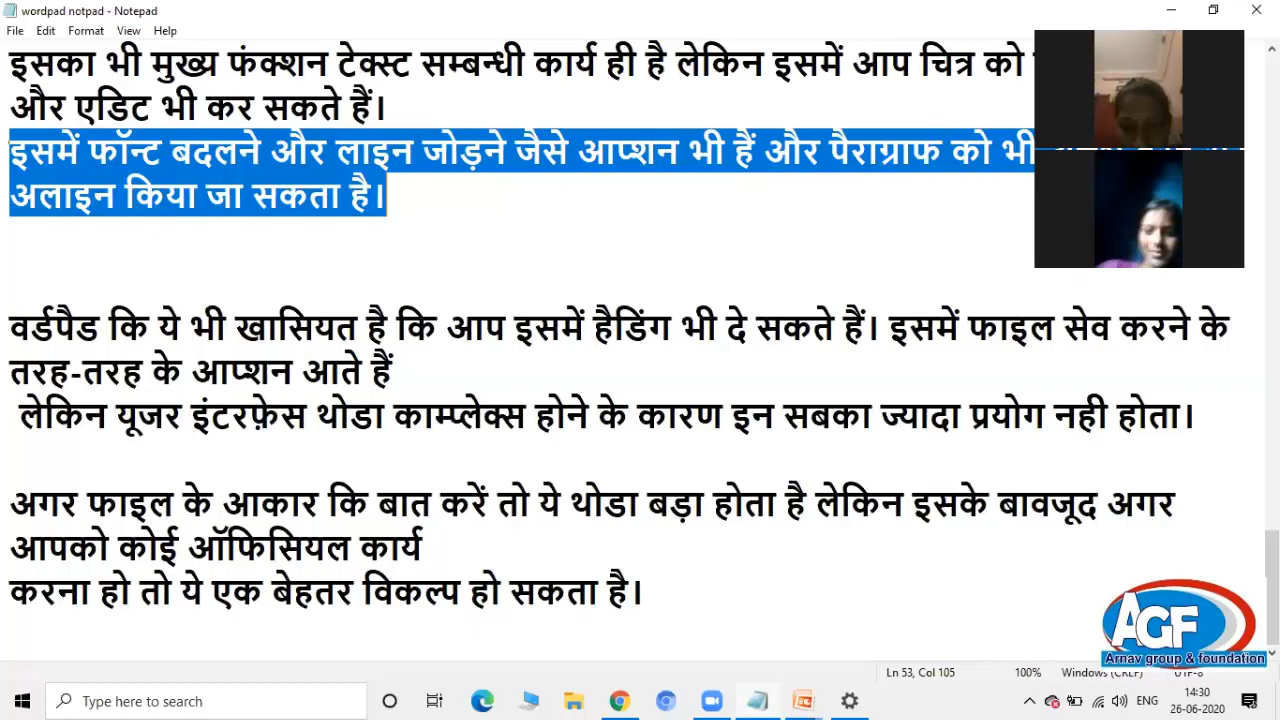 wordpad notpad - Notepad
File Edit Format View Help
इसका भी मुख्य फंक्शन टेक्स्ट सम्बन्धी कार्य ही है लेकिन इसमें आप चित्र को
और एडिट भी कर सकते हैं।
इसमें फॉन्ट बदलने और लाइन जोड़ने जैसे आप्शन भी हैं और पैराग्राफ को भी
अलाइन किया जा सकता है।
वर्डपैड कि ये भी खासियत है कि आप इसमें हैडिंग भी दे सकते हैं। इसमें फाइल सेव करने के
तरह-तरह के आप्शन आते हैं
लेकिन यूजर इंटरफ़ेस थोडा काम्प्लेक्स होने के कारण इन सबका ज्यादा प्रयोग नही होता।
अगर फाइल के आकार कि बात करें तो ये थोडा बड़ा होता है लेकिन इसके बावजूद अगर
आपको कोई ऑफिसियल कार्य
करना हो तो ये एक बेहतर विकल्प हो सकता है।
AGF
Arnav group & foundation
Ln 53, Col 105 100% Windows (CRLF) UTF-8
Type here to search
ENG
14:30
26-06-2020